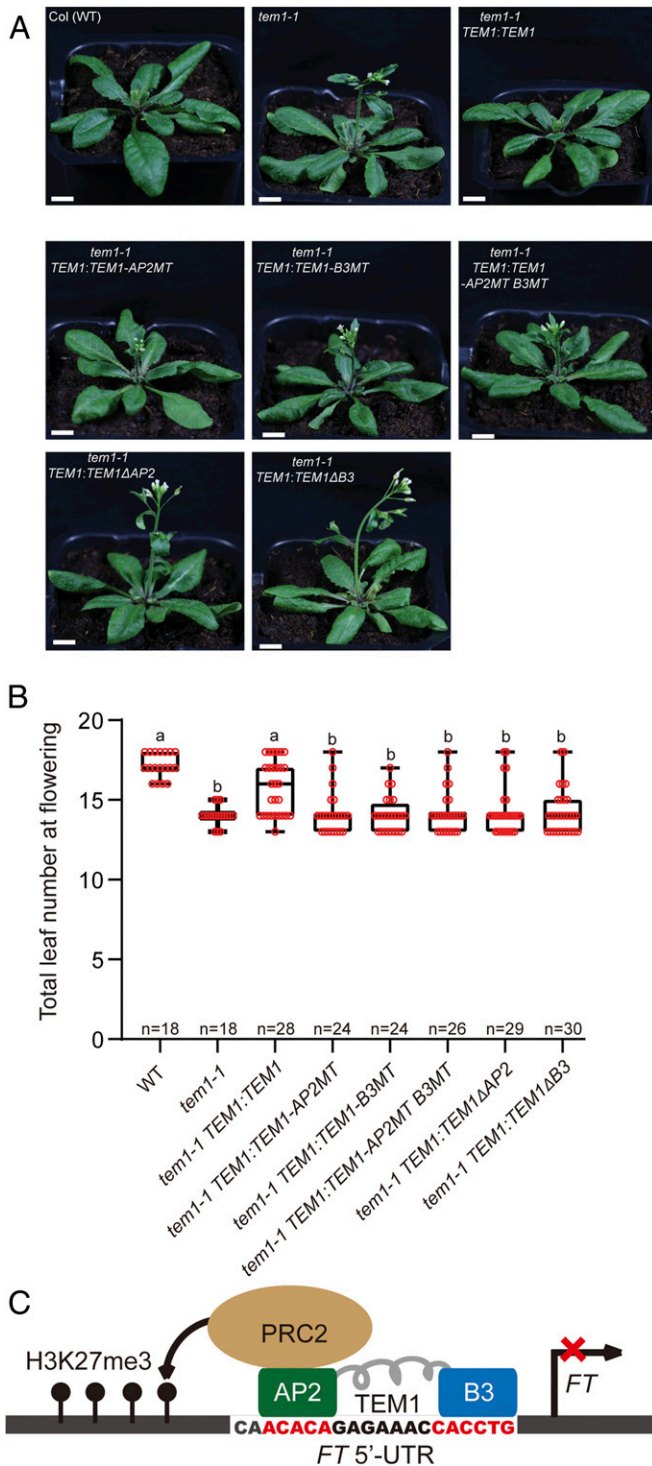 A
Col (WT)
tem1-1
tem1-1
TEM1:TEM1
tem1-1
TEM1:TEM1-AP2MT
tem1-1
TEM1:TEM1-B3MT
tem1-1
TEM1:TEM1
-AP2MT B3MT
tem1-1
TEM1:TEM1ΔAP2
tem1-1
TEM1:TEM1ΔB3
B
Total leaf number at flowering
20
15
10
5
0
a
b
a
b
b
b
b
b
n=18
n=18
n=28
n=24
n=24
n=26
n=29
n=30
WT
tem1-1
tem1-1 TEM1:TEM1
tem1-1 TEM1:TEM1-AP2MT
tem1-1 TEM1:TEM1-B3MT
tem1-1 TEM1:TEM1-AP2MT B3MT
tem1-1 TEM1:TEM1ΔAP2
tem1-1 TEM1:TEM1ΔB3
C
PRC2
H3K27me3
AP2
TEM1
B3
FT
CAACACAGAGAAACCACCTG
FT 5'-UTR